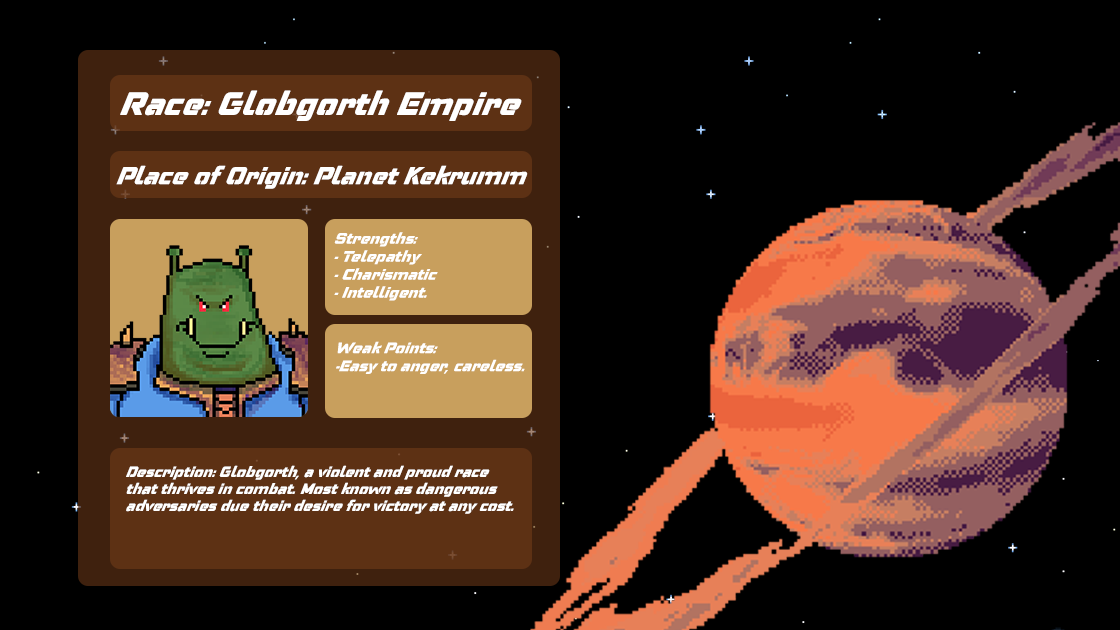 Race: Globgorth Empire
Place of Origin: Planet Kekrumm
Strengths:
- Telepathy
- Charismatic
- Intelligent.
Weak Points:
-Easy to anger, careless.
Description: Globgorth, a violent and proud race
that thrives in combat. Most known as dangerous
adversaries due their desire for victory at any cost.